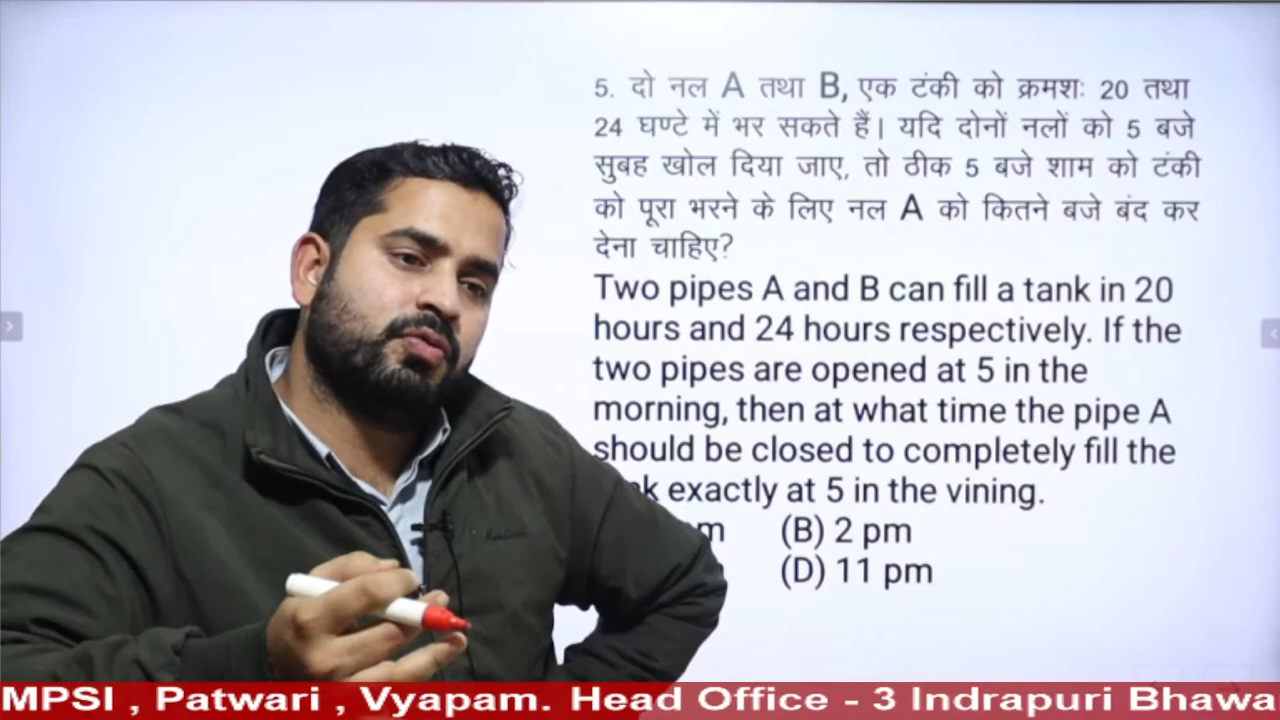 5. दो नल A तथा B, एक टंकी को क्रमशः 20 तथा
24 घण्टे में भर सकते हैं। यदि दोनों नलों को 5 बजे
सुबह खोल दिया जाए, तो ठीक 5 बजे शाम को टंकी
को पूरा भरने के लिए नल A को कितने बजे बंद कर
देना चाहिए?
Two pipes A and B can fill a tank in 20
hours and 24 hours respectively. If the
two pipes are opened at 5 in the
morning, then at what time the pipe A
should be closed to completely fill the
exactly at 5 in the vining.
(B) 2 pm
(D) 11 pm
MPSI , Patwari , Vyapam. Head Office - 3 Indrapuri Bhawa